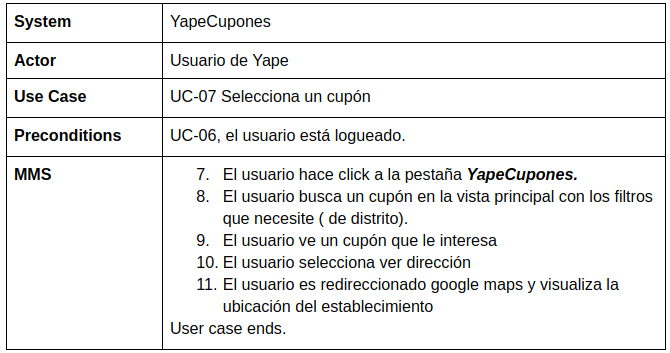 System YapeCupones
Actor Usuario de Yape
Use Case UC-07 Selecciona un cupón
Preconditions UC-06, el usuario está logueado.
MMS 7. El usuario hace click a la pestaña YapeCupones.
8. El usuario busca un cupón en la vista principal con los filtros
que necesite ( de distrito).
9. El usuario ve un cupón que le interesa
10. El usuario selecciona ver dirección
11. El usuario es redireccionado google maps y visualiza la
ubicación del establecimiento
User case ends.